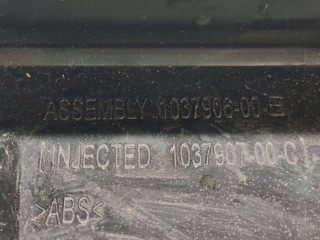 ASSEMBLY 1037906-00-E
[INJECTED 1037907-00-C]
>ABS<